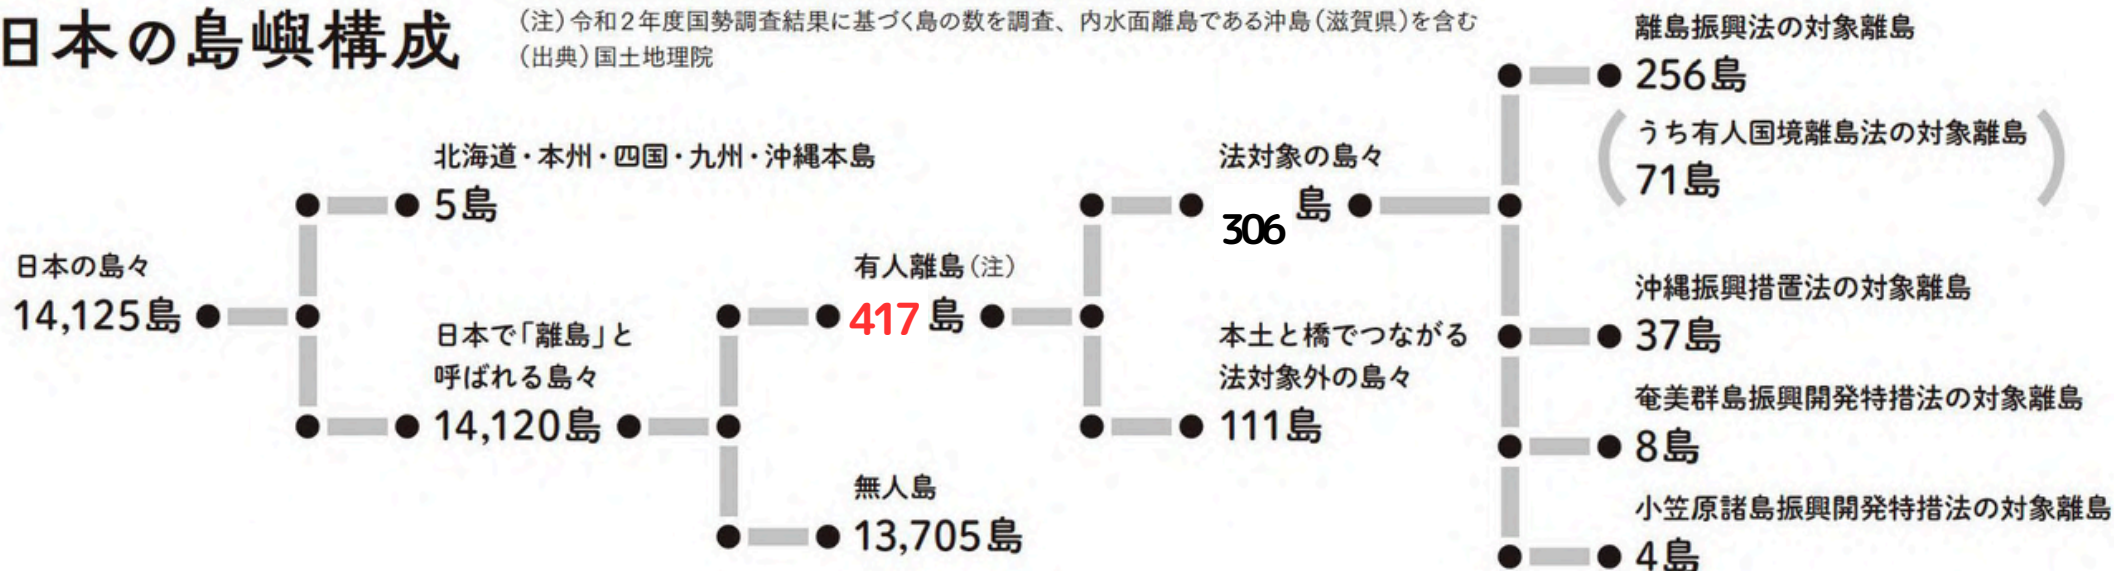 日本の島嶼構成
(注)令和2年度国勢調査結果に基づく島の数を調査、内水面離島である沖島(滋賀県)を含む
(出典)国土地理院
日本の島々
14,125島
北海道・本州・四国・九州・沖縄本島
5島
日本で「離島」と
呼ばれる島々
14,120島
有人離島(注)
417 島
無人島
13,705島
法対象の島々
306 島
本土と橋でつながる
法対象外の島々
111島
離島振興法の対象離島
256島
(うち有人国境離島法の対象離島
71島)
沖縄振興措置法の対象離島
37島
奄美群島振興開発特措法の対象離島
8島
小笠原諸島振興開発特措法の対象離島
4島